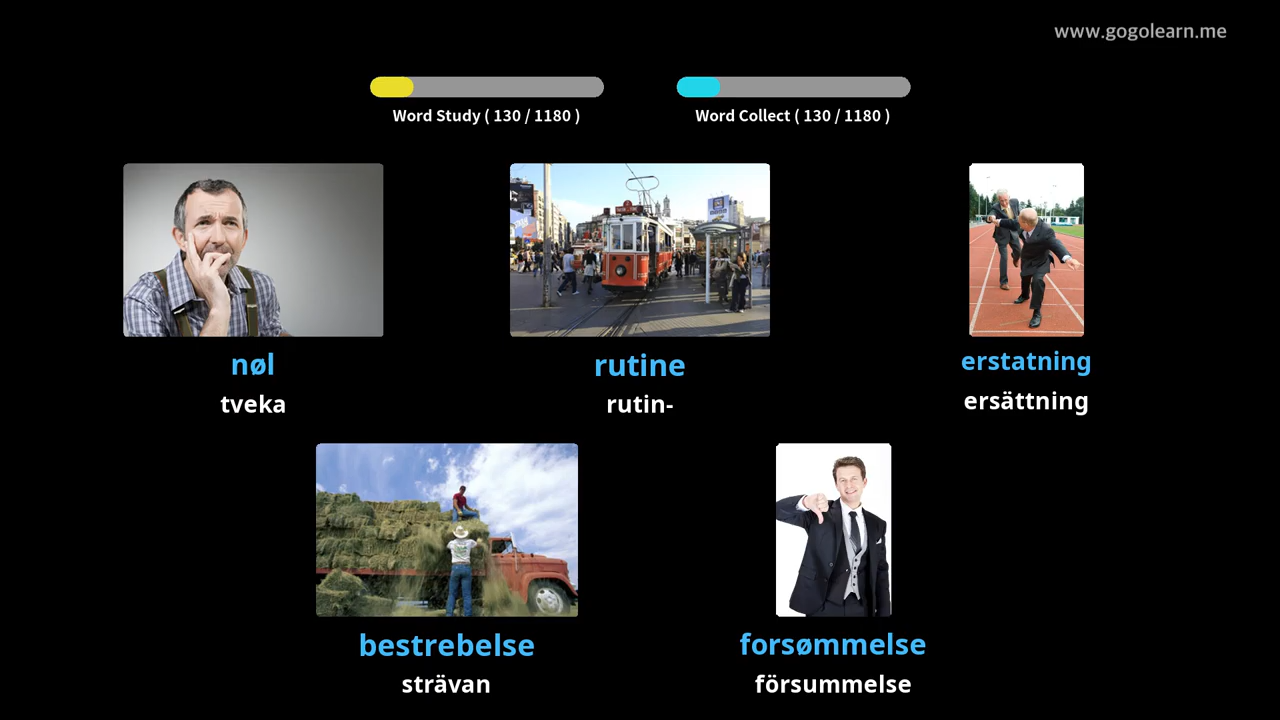 www.gogolearn.me
Word Study ( 130 / 1180 )
Word Collect ( 130 / 1180 )
nøl
tveka
rutine
rutin-
erstatning
ersättning
bestrebelse
strävan
forsømmelse
försummelse